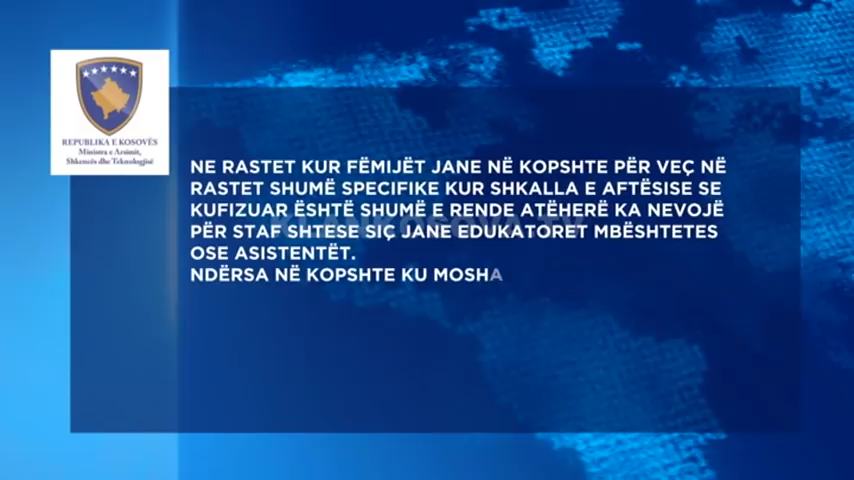 REPUBLIKA E KOSOVËS
Ministra e Arsimit,
Shkencës dhe Teknologjisë
NE RASTET KUR FËMIJËT JANE NË KOPSHTE PËR VEÇ NË
RASTET SHUMË SPECIFIKE KUR SHKALLA E AFTËSISE SE
KUFIZUAR ËSHTË SHUMË E RENDE ATËHERË KA NEVOJË
PËR STAF SHTESE SIÇ JANE EDUKATORET MBËSHTETES
OSE ASISTENTËT.
NDËRSA NË KOPSHTE KU MOSHA